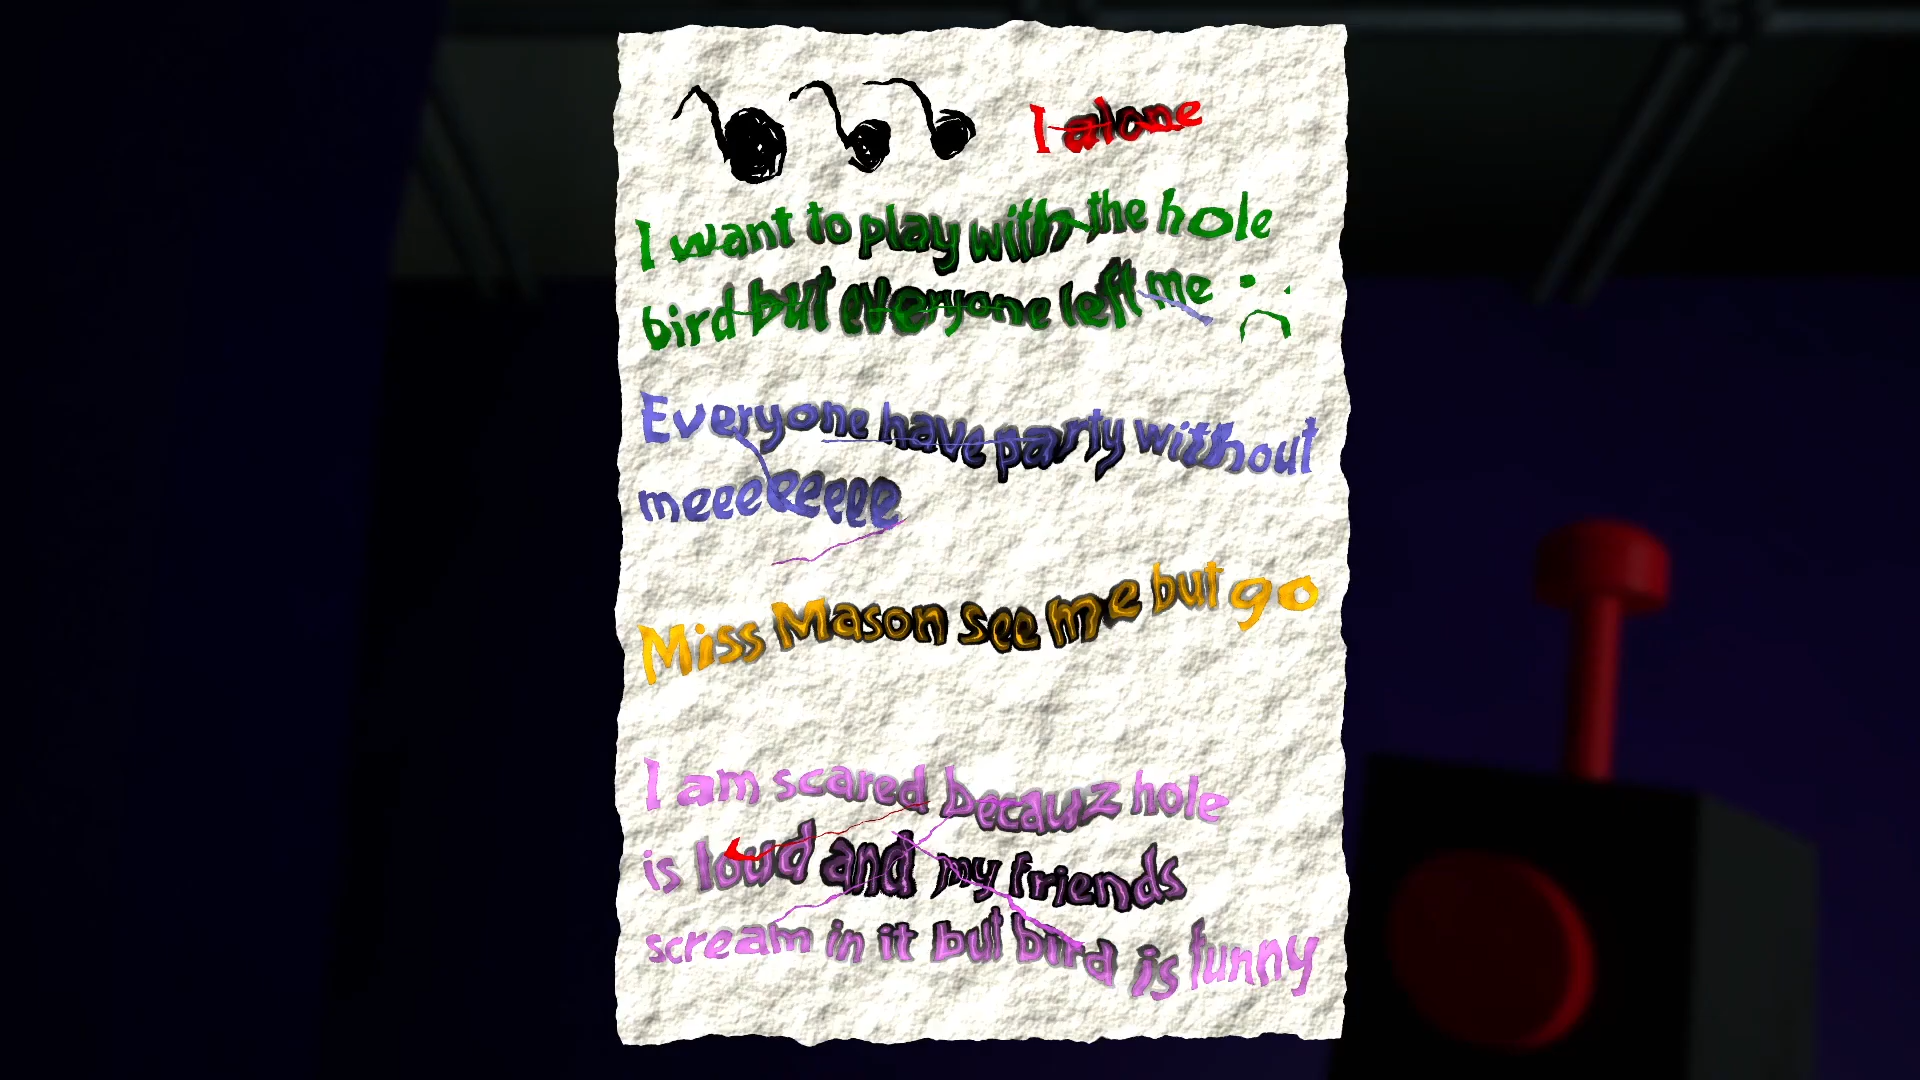 I alone
I want to play with the hole
bird but everyone left me :(
Everyone have party without
meeeeeeee
Miss Mason see me but go
I am scared becauz hole
is loud and my friends
scream in it but bird is funny